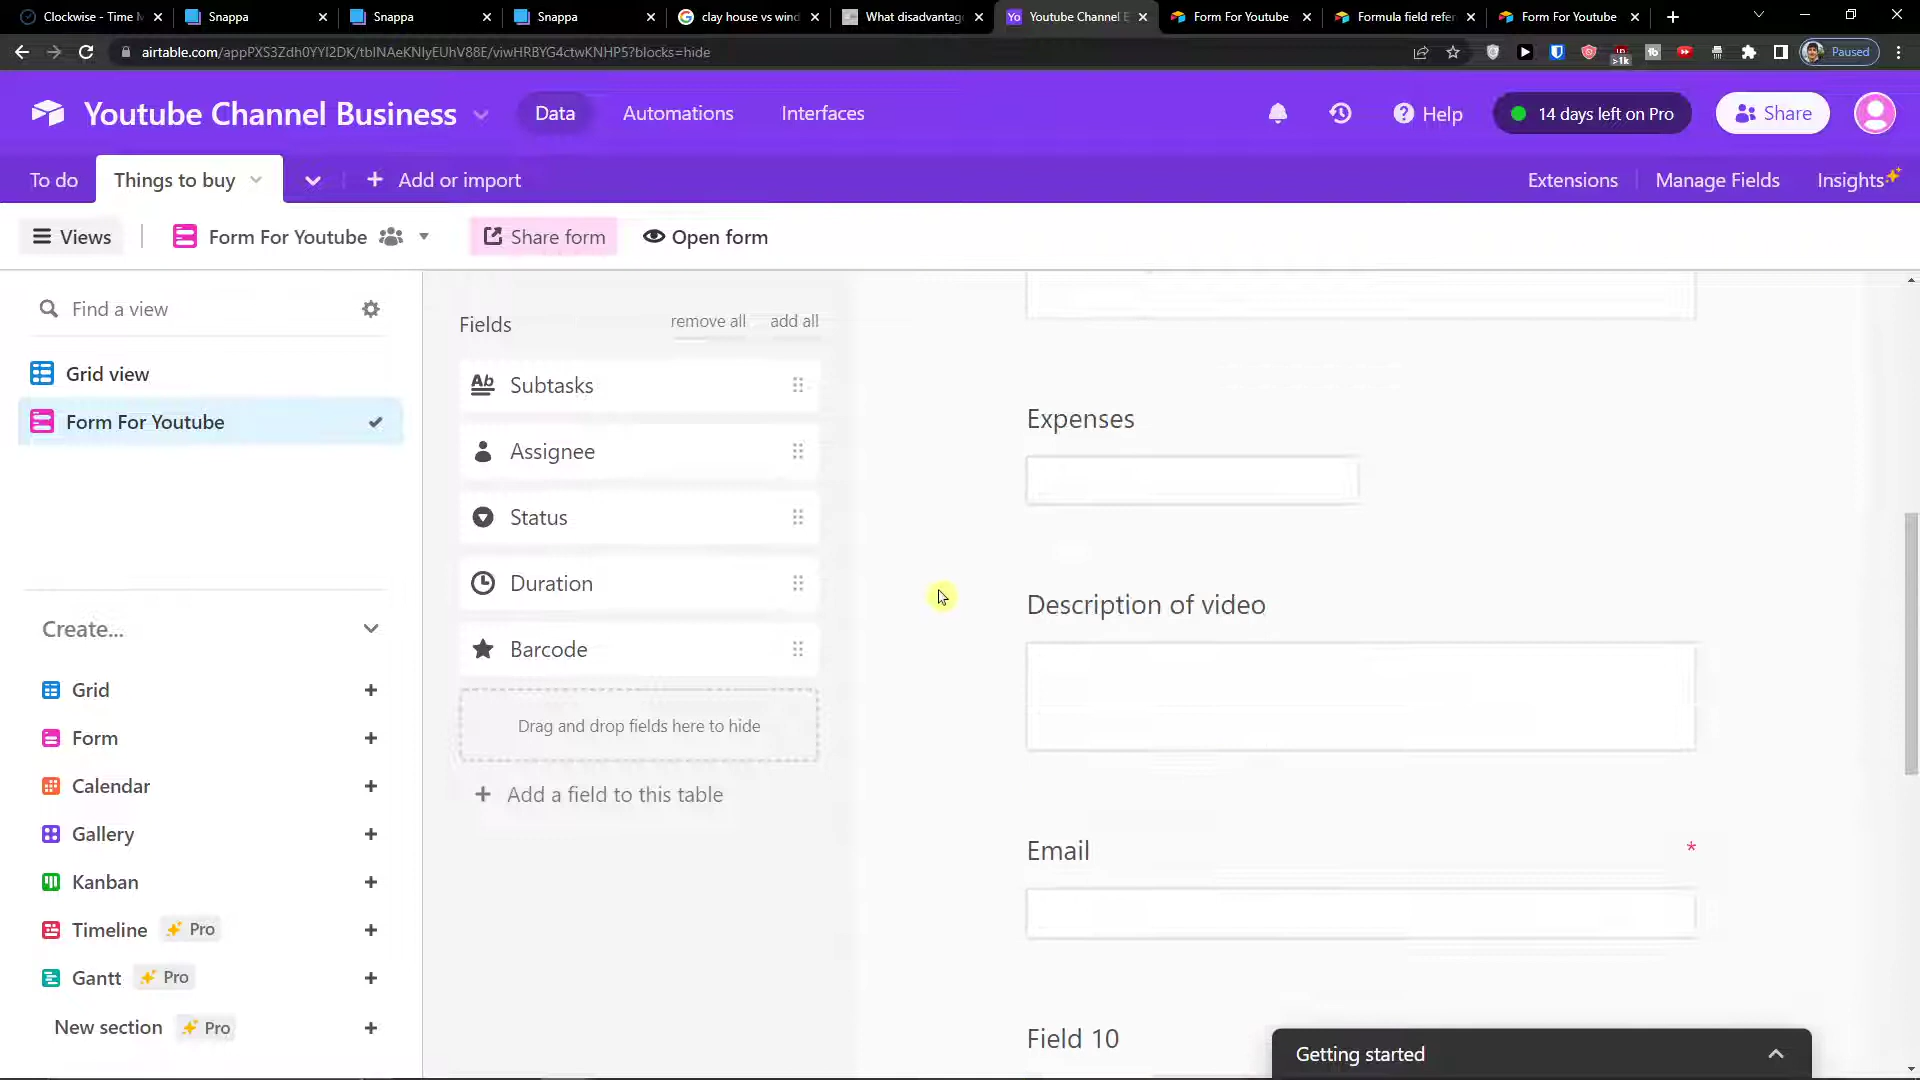 Clockwise - Time M
Snappa
Snappa
Snappa
clay house vs wind
What disadvantag
Youtube Channel B
Form For Youtube
Formula field refer
Form For Youtube
airtable.com/appPXS3Zdh0YYI2DK/tblNAeKNIyEUhV88E/viwHRBYG4ctwKNHP5?blocks=hide
Paused
Youtube Channel Business
Data
Automations
Interfaces
Help
14 days left on Pro
Share
To do
Things to buy
Add or import
Extensions
Manage Fields
Insights
Views
Form For Youtube
Share form
Open form
Find a view
Grid view
Form For Youtube
Create...
Grid
Form
Calendar
Gallery
Kanban
Timeline
Pro
Gantt
Pro
New section
Pro
Fields
remove all
add all
Subtasks
Assignee
Status
Duration
Barcode
Drag and drop fields here to hide
Add a field to this table
Expenses
Description of video
Email
*
Field 10
Getting started